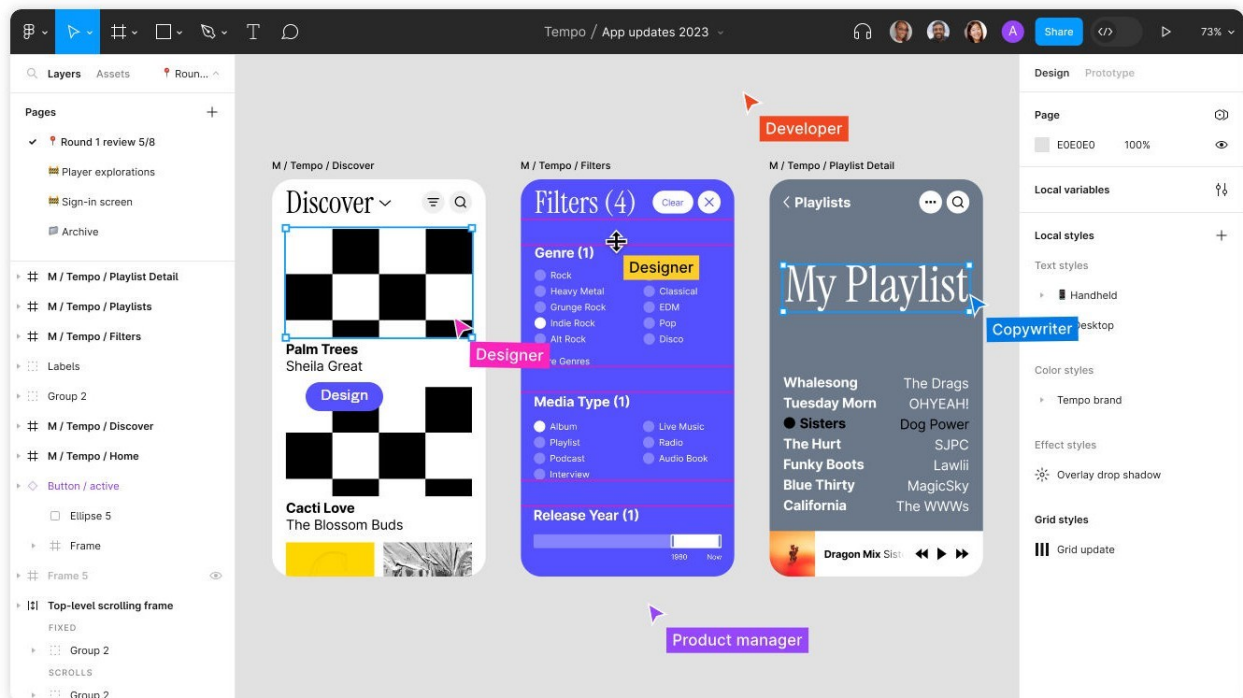 Tempo / App updates 2023
A
Share
73%
Layers Assets Roun...
Pages
Round 1 review 5/8
Player explorations
Sign-in screen
Archive
M / Tempo / Playlist Detail
M / Tempo / Playlists
M / Tempo / Filters
Labels
Group 2
M / Tempo / Discover
M / Tempo / Home
Button / active
Ellipse 5
Frame
Frame 5
Top-level scrolling frame
FIXED
Group 2
SCROLLS
Group 2
Developer
M / Tempo / Discover
Discover
Palm Trees
Sheila Great
Designer
Design
Cacti Love
The Blossom Buds
M / Tempo / Filters
Filters (4) Clear
Genre (1)
Designer
Rock
Heavy Metal Classical
Grunge Rock EDM
Indie Rock Pop
Alt Rock Disco
Genres
Media Type (1)
Album Live Music
Playlist Radio
Podcast Audio Book
Interview
Release Year (1)
1980 Now
M / Tempo / Playlist Detail
Playlists
My Playlist
Copywriter
Whalesong The Drags
Tuesday Morn OHYEAH!
Sisters Dog Power
The Hurt SJPC
Funky Boots Lawlii
Blue Thirty MagicSky
California The WWWs
Dragon Mix Sist
Product manager
Design Prototype
Page
E0E0E0 100%
Local variables
Local styles
Text styles
Handheld
Desktop
Color styles
Tempo brand
Effect styles
Overlay drop shadow
Grid styles
Grid update